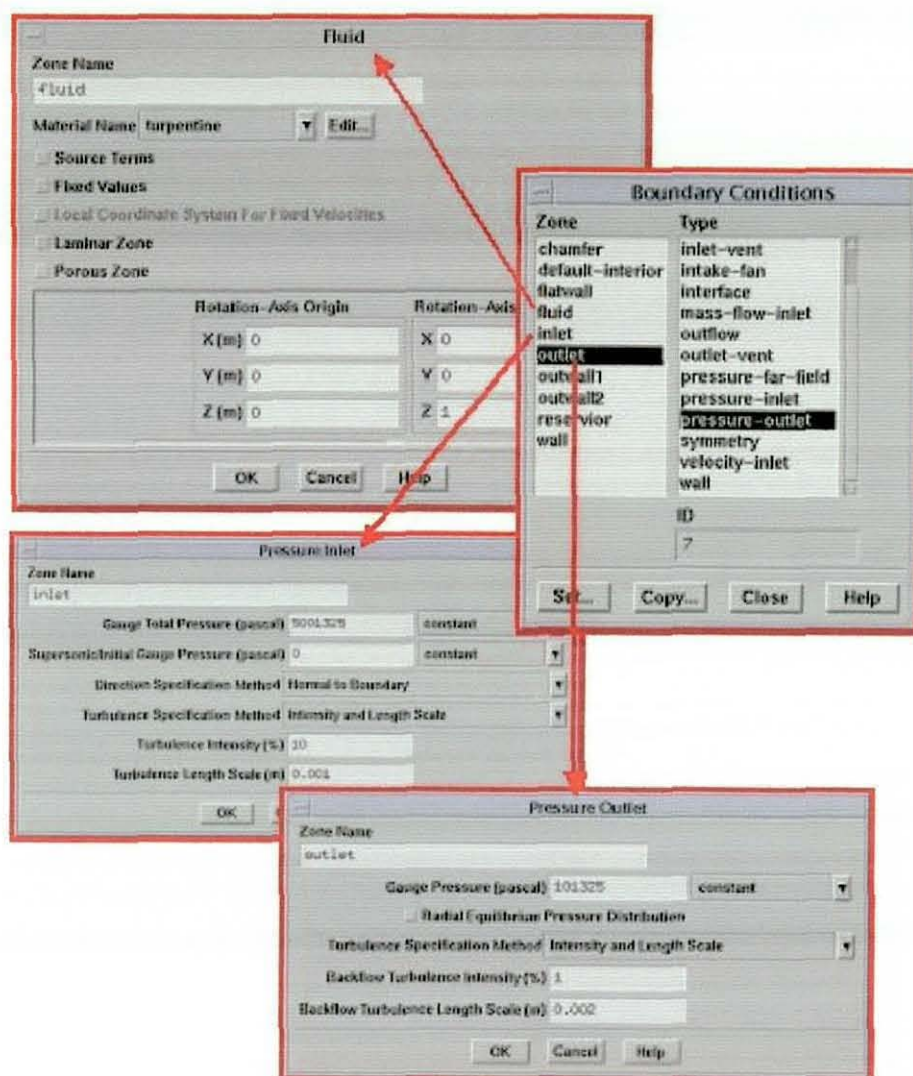 Fluid
Zone Name
fluid
Material Name turpentine Edit...
Source Terms
Fixed Values
Local Coordinate System For Fixed Velocities
Laminar Zone
Porous Zone
Rotation-Axis Origin Rotation-Axis
X (m) 0 X 0
Y (m) 0 Y 0
Z (m) 0 Z 1
OK Cancel Help
Boundary Conditions
Zone Type
chamfer inlet-vent
default-interior intake-fan
flatwall interface
fluid mass-flow-inlet
inlet outflow
outlet outlet-vent
outwall1 pressure-far-field
outwall2 pressure-inlet
reservior pressure-outlet
wall symmetry
velocity-inlet
wall
ID
7
Set... Copy... Close Help
Pressure Inlet
Zone Name
inlet
Gauge Total Pressure (pascal) 5001325 constant
Supersonic/Initial Gauge Pressure (pascal) 0 constant
Direction Specification Method Normal to Boundary
Turbulence Specification Method Intensity and Length Scale
Turbulence Intensity (%) 10
Turbulence Length Scale (m) 0.001
OK
Pressure Outlet
Zone Name
outlet
Gauge Pressure (pascal) 101325 constant
Radial Equilibrium Pressure Distribution
Turbulence Specification Method Intensity and Length Scale
Backflow Turbulence Intensity (%) 1
Backflow Turbulence Length Scale (m) 0.002
OK Cancel Help